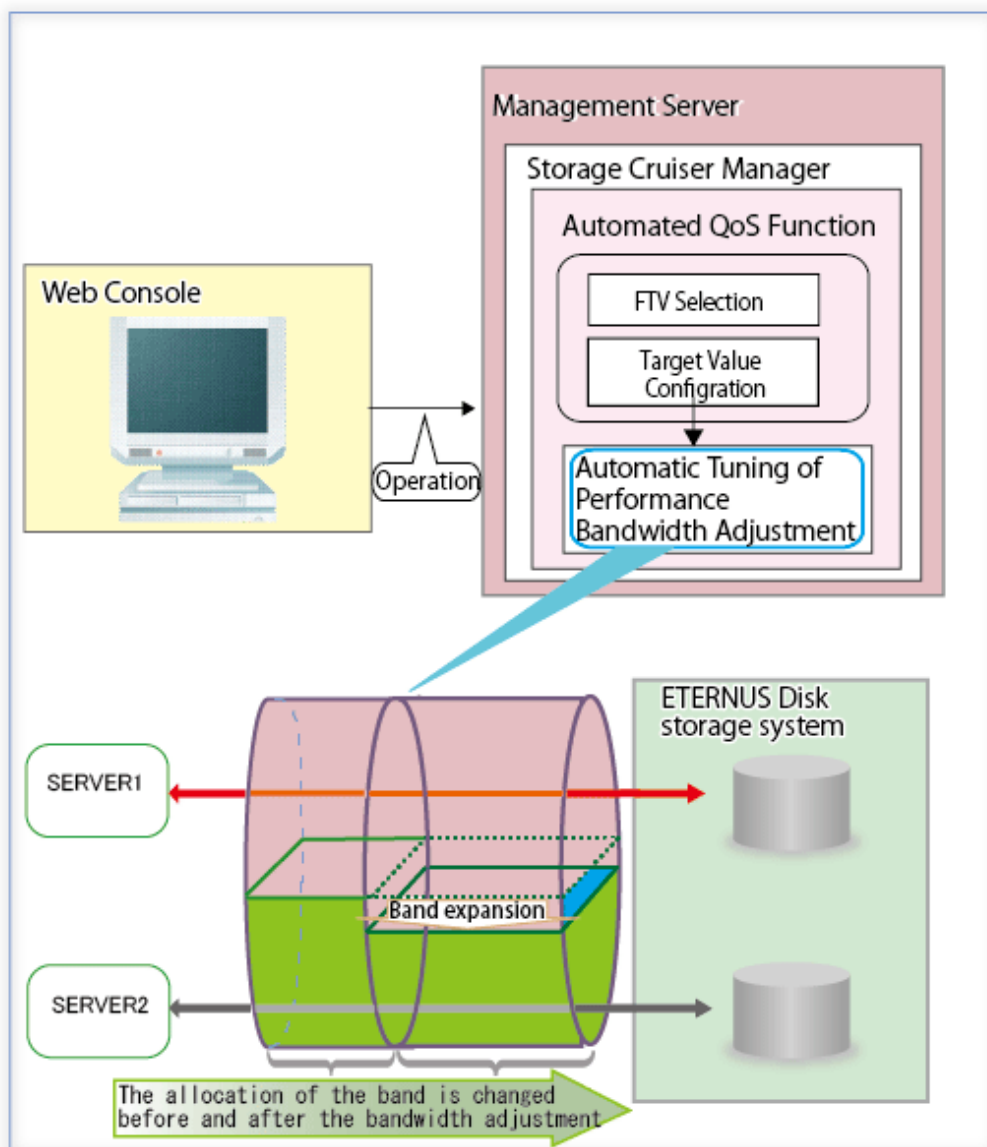 Management Server
Storage Cruiser Manager
Automated QoS Function
FTV Selection
Target Value
Configration
Automatic Tuning of
Performance
Bandwidth Adjustment
Web Console
Operation
ETERNUS Disk
storage system
SERVER1
Band expansion
SERVER2
The allocation of the band is changed
before and after the bandwidth adjustment